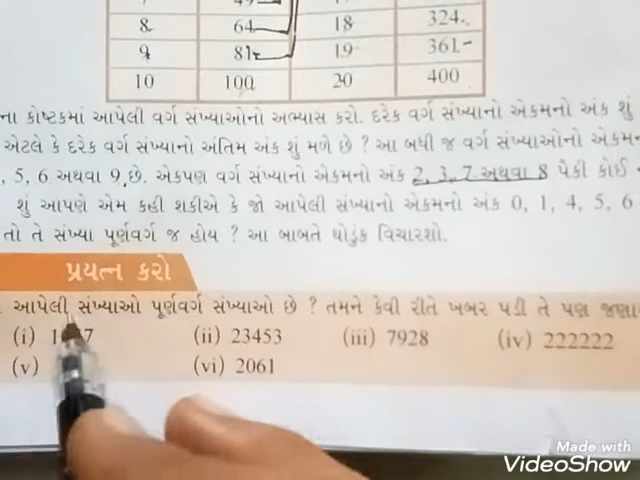 49
8 64 18 324
9 81 19 361
10 100 20 400
ના કોષ્ટકમાં આપેલી વર્ગ સંખ્યાઓનો અભ્યાસ કરો. દરેક વર્ગ સંખ્યાનો એકમનો અંક શું
એટલે કે દરેક વર્ગ સંખ્યાનો અંતિમ અંક શું મળે છે ? આ બધી જ વર્ગ સંખ્યાઓનો એકમન
, 5, 6 અથવા 9 છે. એકપણ વર્ગ સંખ્યાનો એકમનો અંક 2, 3, 7 અથવા 8 પૈકી કોઈ
શું આપણે એમ કહી શકીએ કે જો આપેલી સંખ્યાનો એકમનો અંક 0, 1, 4, 5, 6
તો તે સંખ્યા પૂર્ણવર્ગ જ હોય ? આ બાબતે થોડુંક વિચારશો.
પ્રયત્ન કરો
આપેલી સંખ્યાઓ પૂર્ણવર્ગ સંખ્યાઓ છે ? તમને કેવી રીતે ખબર પડી તે પણ જણા
(i) (ii) 23453 (iii) 7928 (iv) 222222
(v) (vi) 2061
Made with
VideoShow